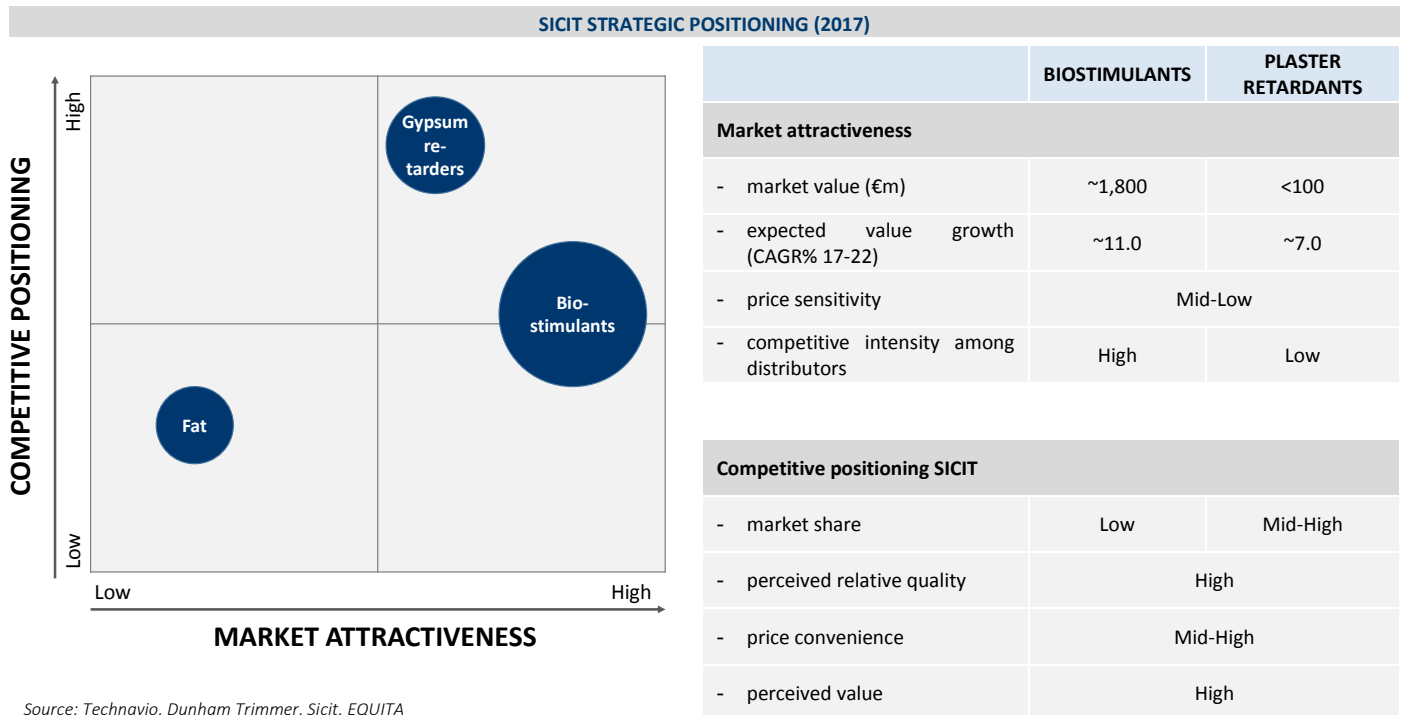 SICIT STRATEGIC POSITIONING (2017)
COMPETITIVE POSITIONING
High
Low
Gypsum
re-
tarders
Bio-
stimulants
Fat
Low
High
MARKET ATTRACTIVENESS
Source: Technavio, Dunham Trimmer, Sicit, EQUITA
BIOSTIMULANTS
PLASTER
RETARDANTS
Market attractiveness
- market value (€m) ~1,800 <100
- expected value growth
(CAGR% 17-22) ~11.0 ~7.0
- price sensitivity Mid-Low
- competitive intensity among
distributors High Low
Competitive positioning SICIT
- market share Low Mid-High
- perceived relative quality High
- price convenience Mid-High
- perceived value High